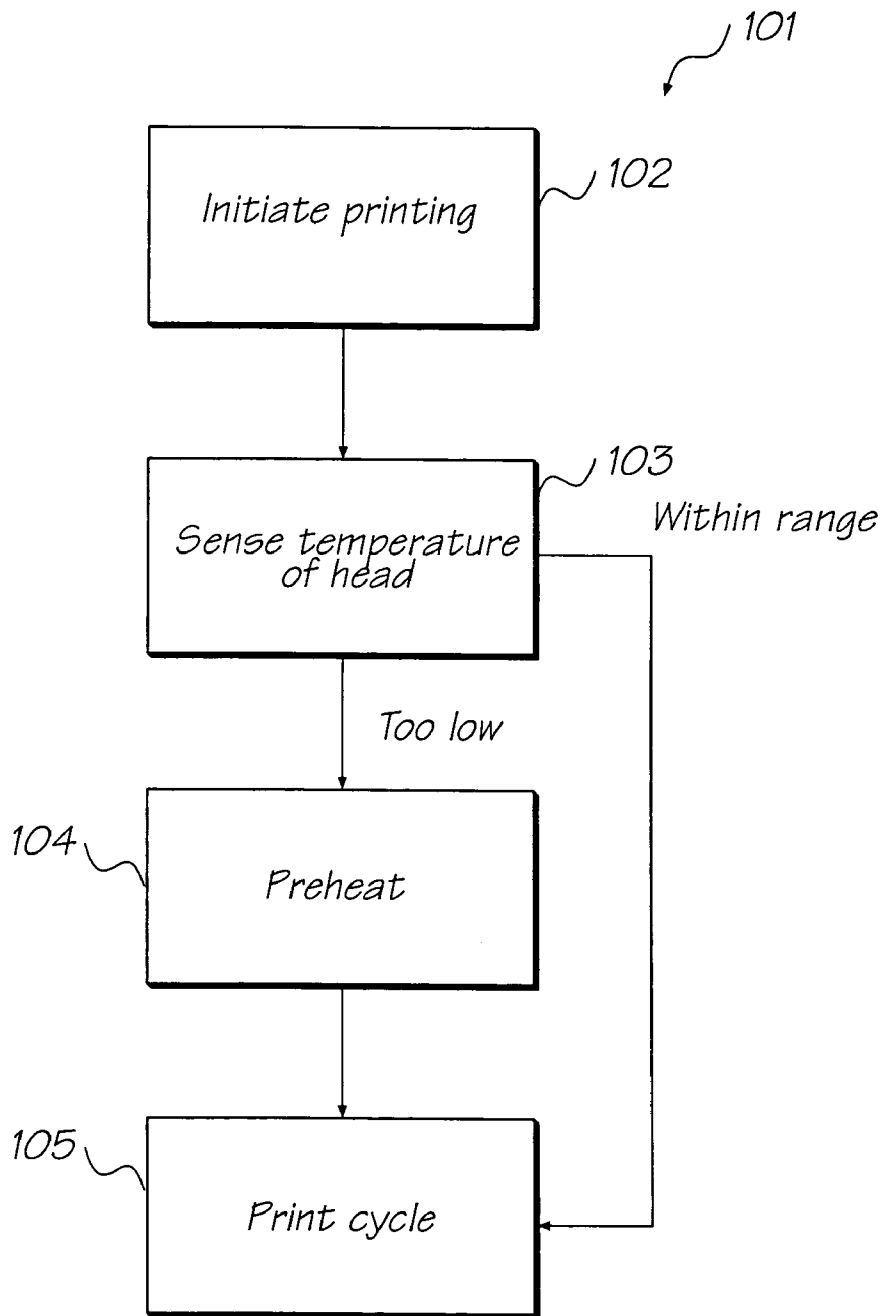 101
Initiate printing
102
103
Within range
Sense temperature
of head
Too low
104
Preheat
105
Print cycle